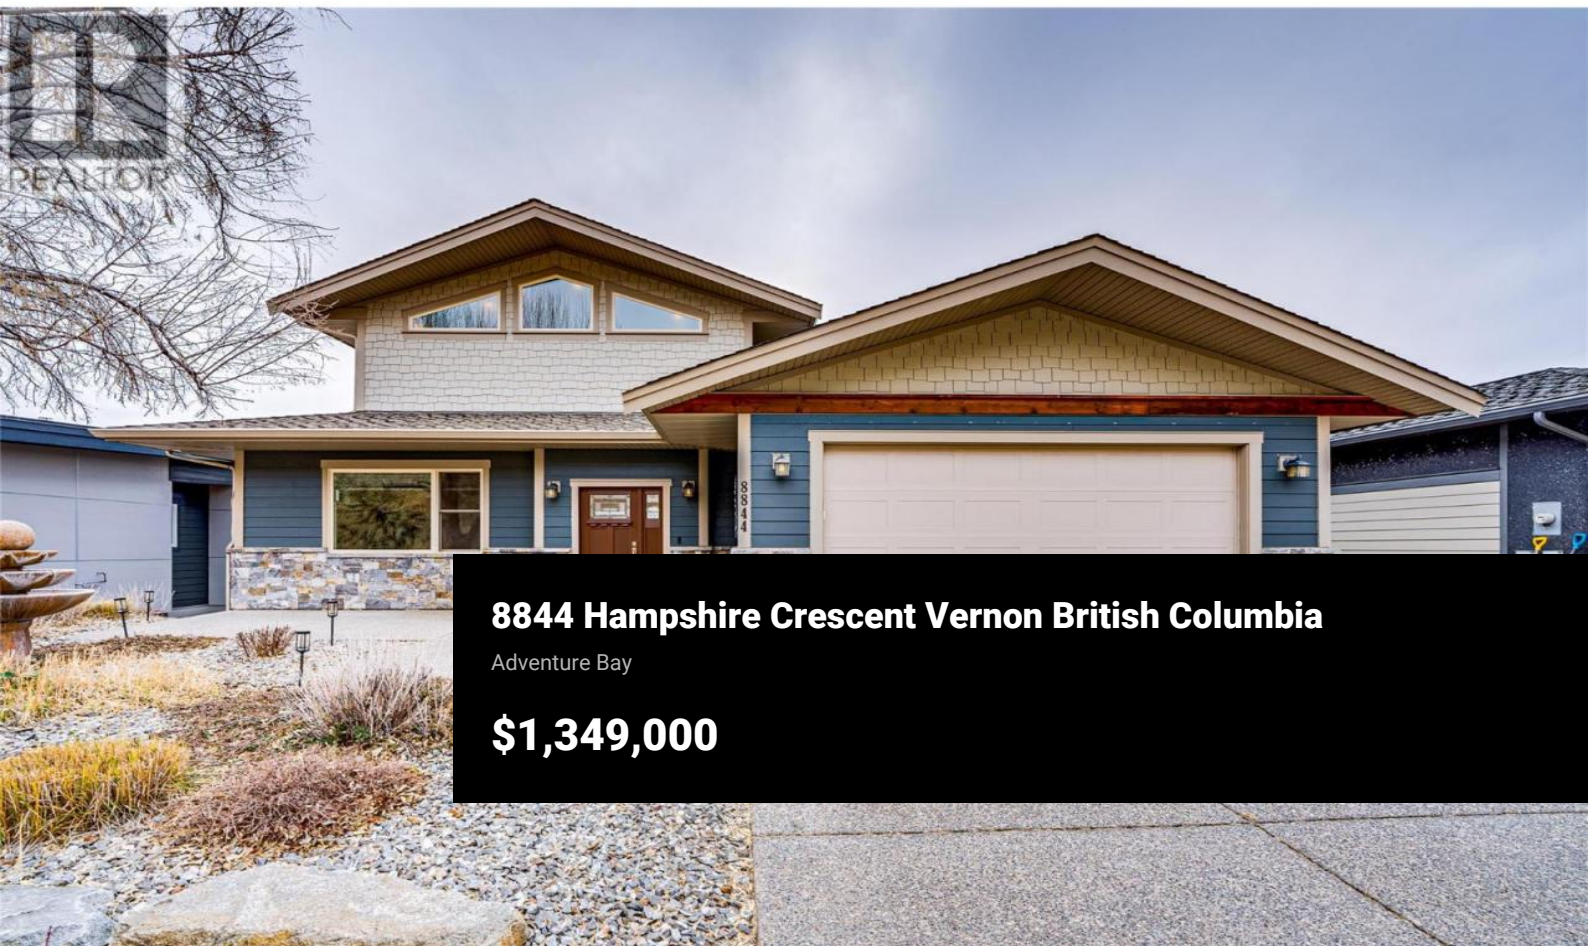 REALTOR
8844
8844 Hampshire Crescent Vernon British Columbia
Adventure Bay
$1,349,000